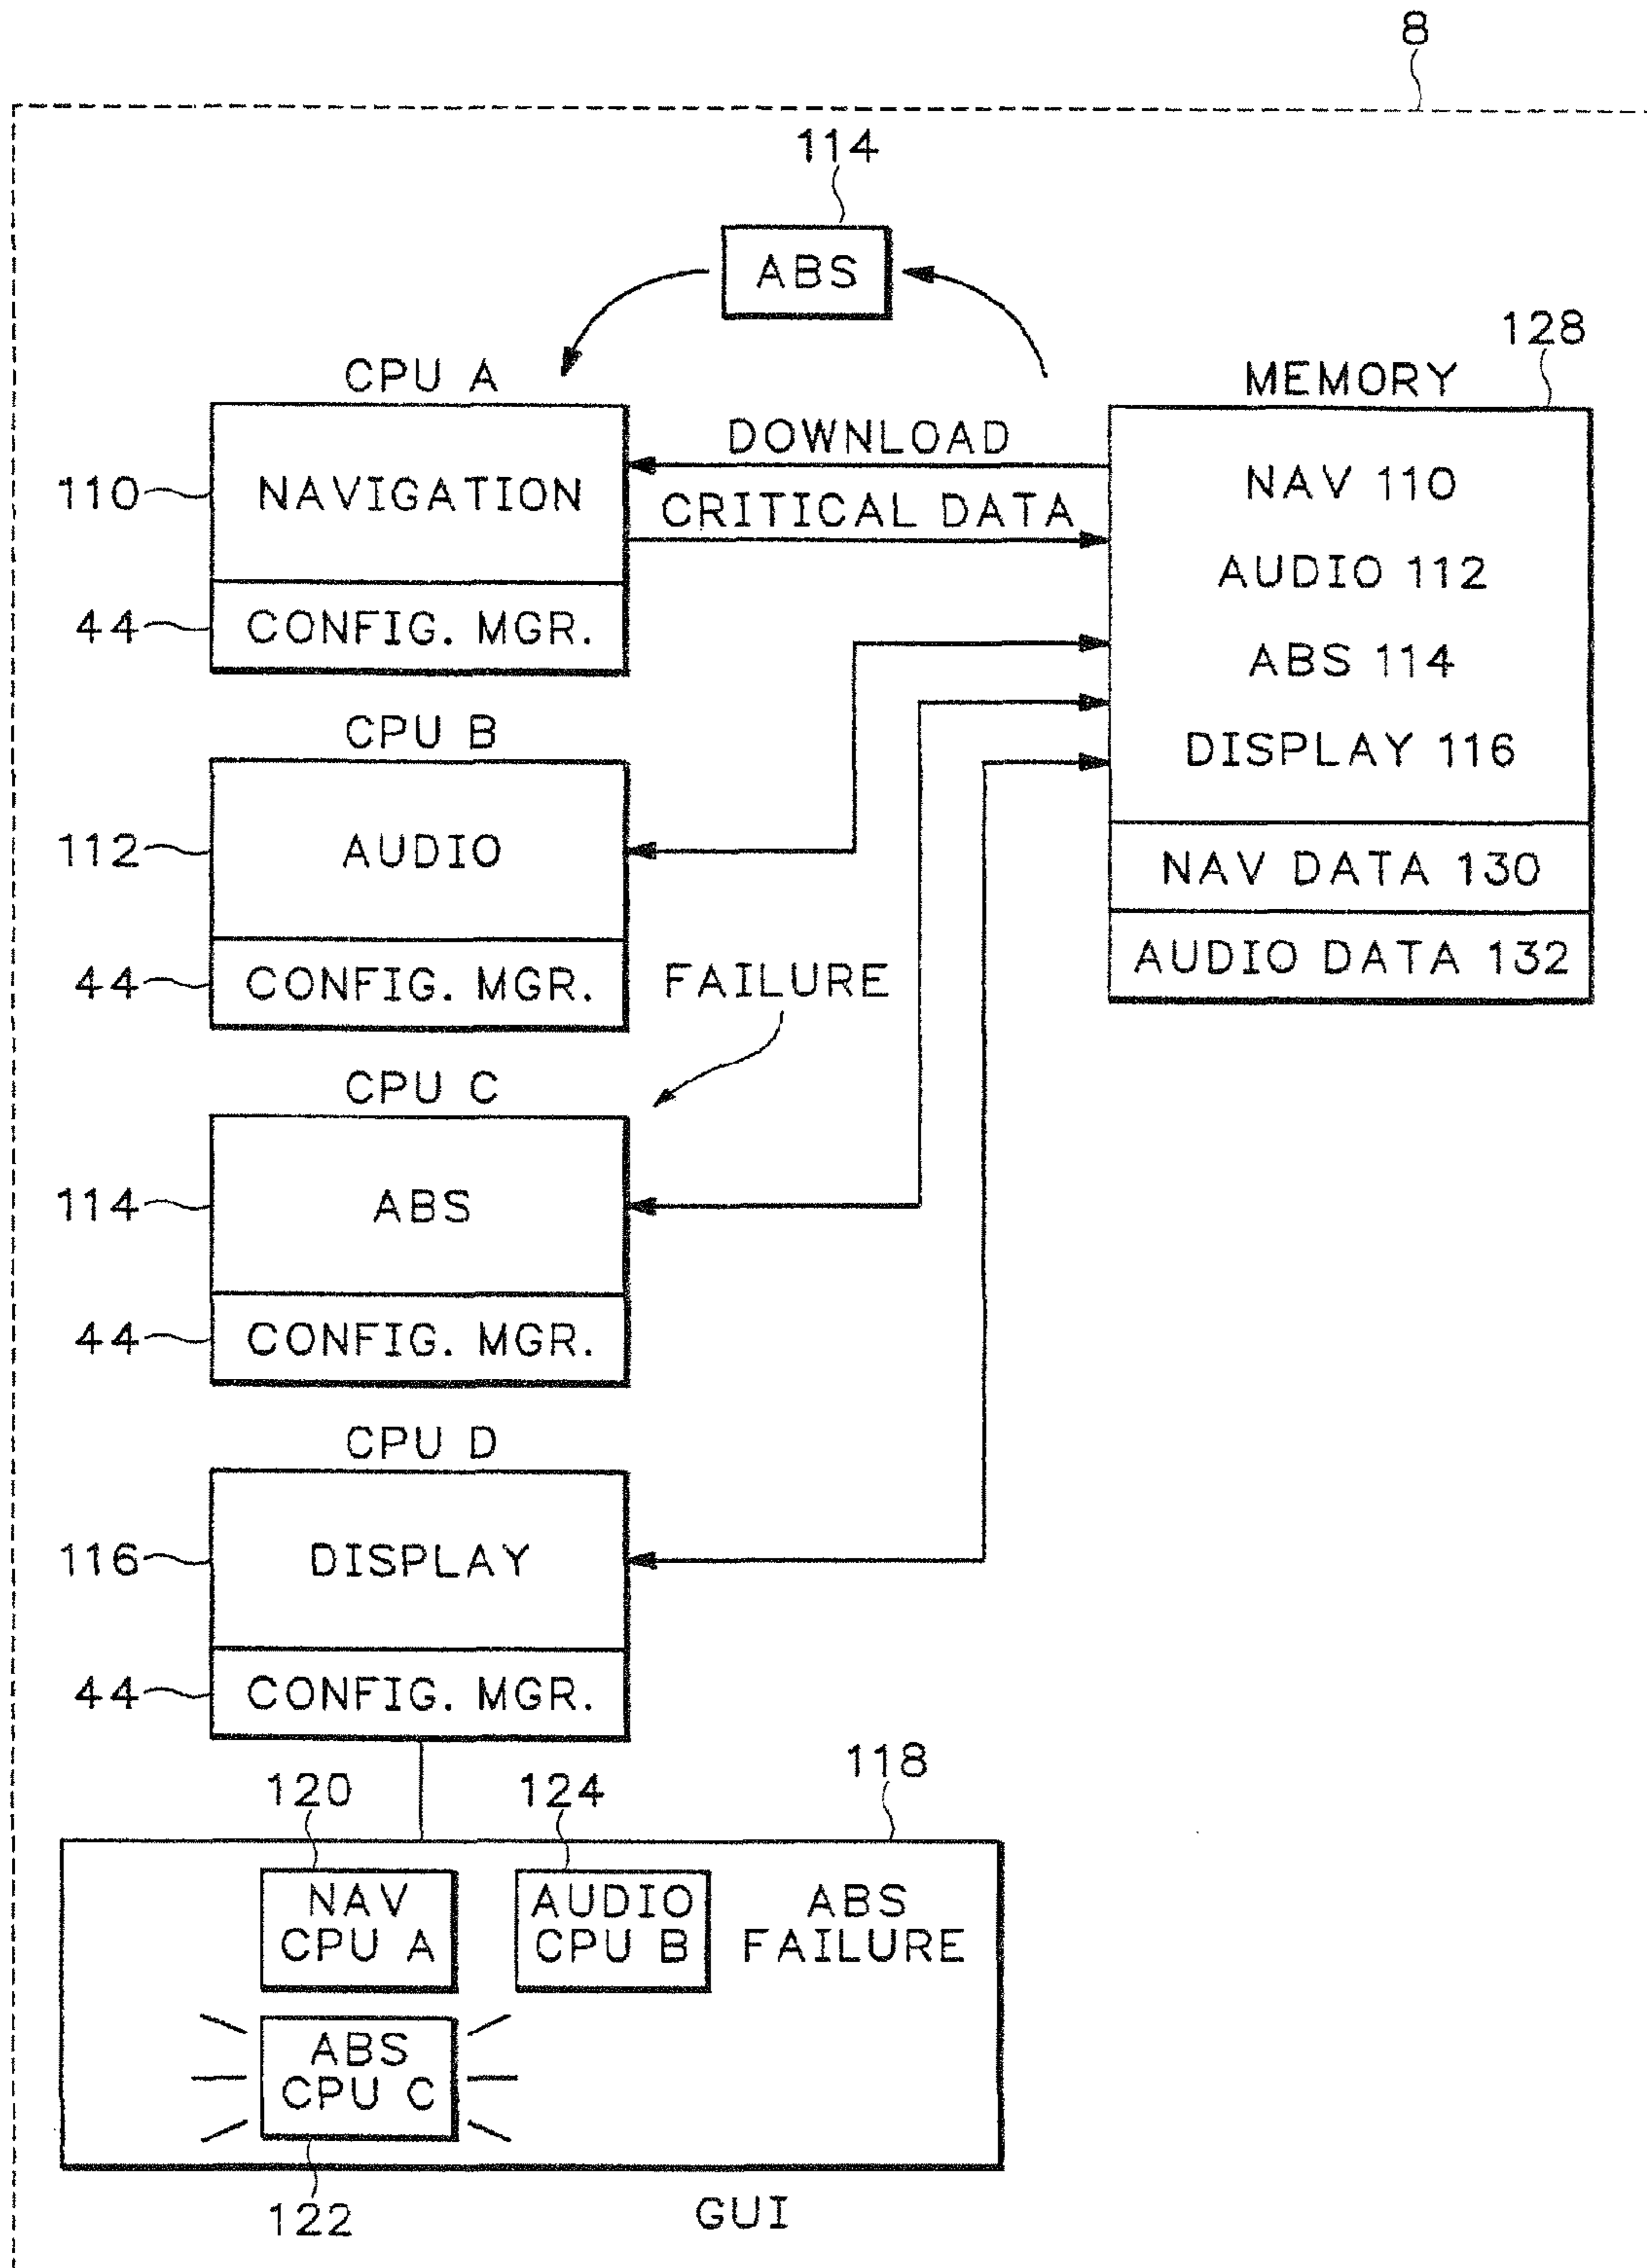 8
114
ABS
128
CPU A
MEMORY
DOWNLOAD
110
NAVIGATION
NAV 110
CRITICAL DATA
AUDIO 112
44
CONFIG. MGR.
ABS 114
CPU B
DISPLAY 116
112
AUDIO
NAV DATA 130
44
CONFIG. MGR.
FAILURE
AUDIO DATA 132
CPU C
114
ABS
44
CONFIG. MGR.
CPU D
116
DISPLAY
44
CONFIG. MGR.
118
120
124
NAV
CPU A
AUDIO
CPU B
ABS
FAILURE
ABS
CPU C
122
GUI